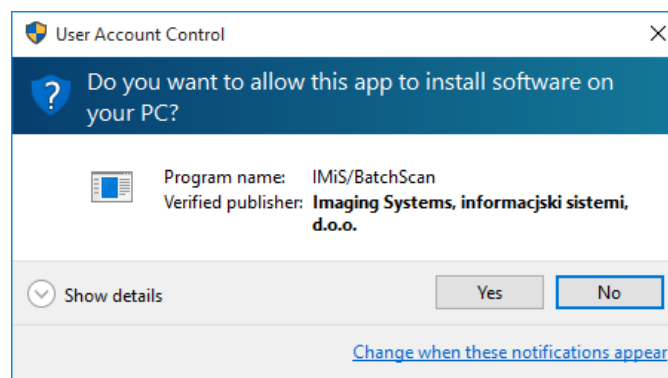 User Account Control
Do you want to allow this app to install software on
your PC?
Program name: IMiS/BatchScan
Verified publisher: Imaging Systems, informacjski sistemi,
d.o.o.
Show details
Yes
No
Change when these notifications appear